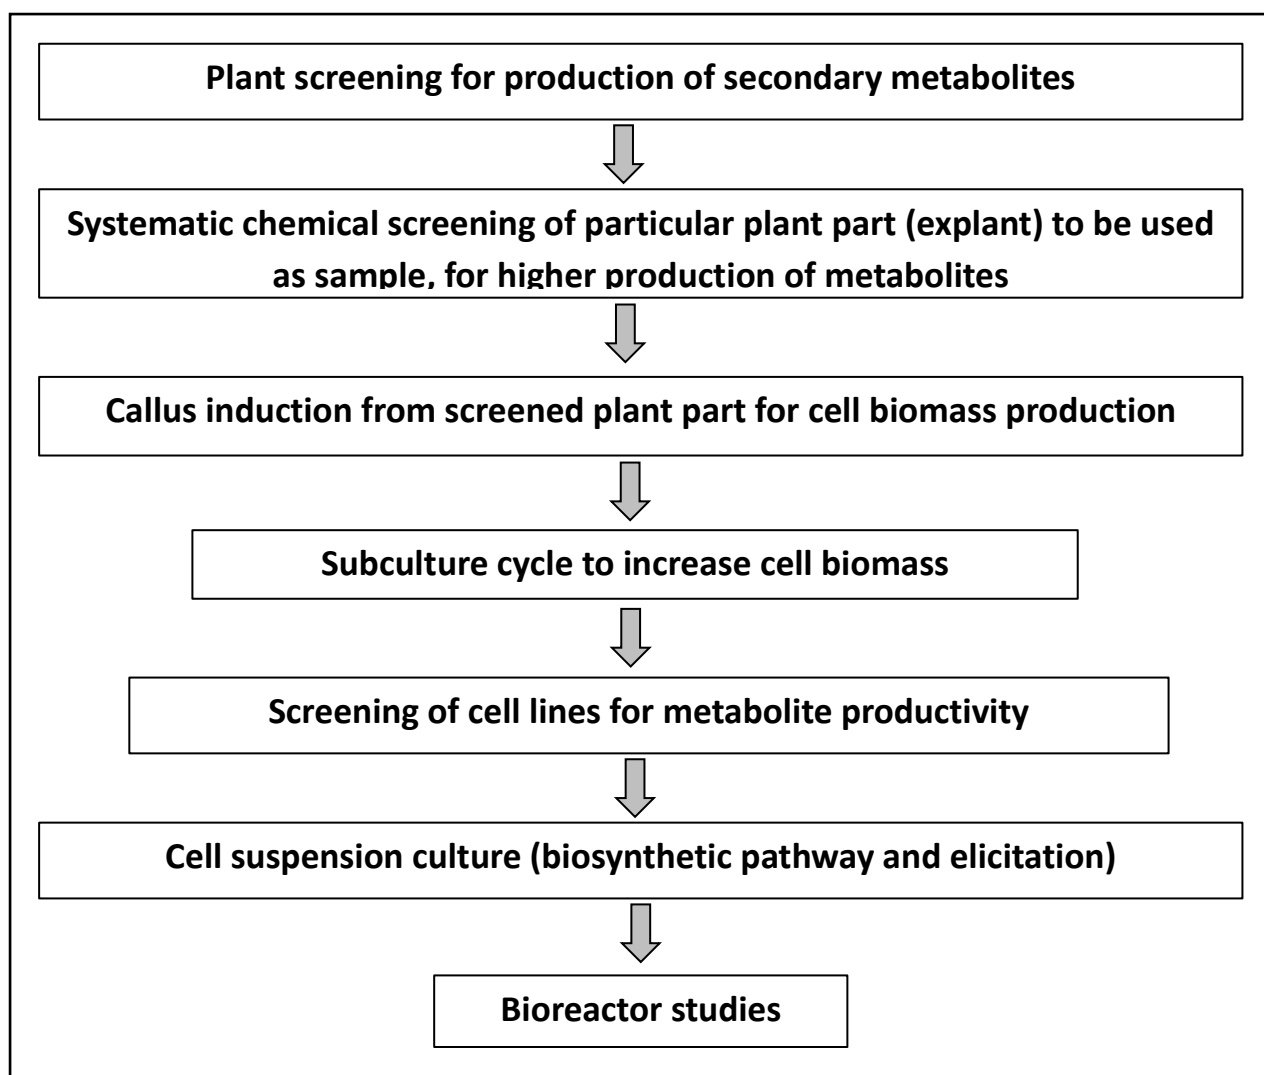 Plant screening for production of secondary metabolites
Systematic chemical screening of particular plant part (explant) to be used
as sample, for higher production of metabolites
Callus induction from screened plant part for cell biomass production
Subculture cycle to increase cell biomass
Screening of cell lines for metabolite productivity
Cell suspension culture (biosynthetic pathway and elicitation)
Bioreactor studies